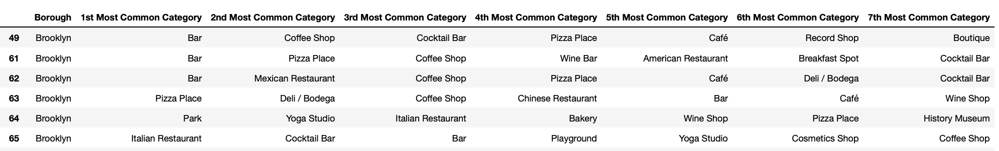 Borough 1st Most Common Category 2nd Most Common Category 3rd Most Common Category 4th Most Common Category 5th Most Common Category 6th Most Common Category 7th Most Common Category
49 Brooklyn Bar Coffee Shop Cocktail Bar Pizza Place Café Record Shop Boutique
61 Brooklyn Bar Pizza Place Coffee Shop Wine Bar American Restaurant Breakfast Spot Cocktail Bar
62 Brooklyn Bar Mexican Restaurant Coffee Shop Pizza Place Café Deli / Bodega Cocktail Bar
63 Brooklyn Pizza Place Deli / Bodega Coffee Shop Chinese Restaurant Bar Café Wine Shop
64 Brooklyn Park Yoga Studio Italian Restaurant Bakery Wine Shop Pizza Place History Museum
65 Brooklyn Italian Restaurant Cocktail Bar Bar Playground Yoga Studio Cosmetics Shop Coffee Shop